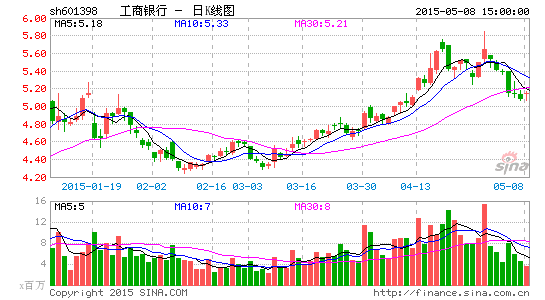 sh601398 工商银行 - 日K线图 2015-05-08 15:00:00
6.00 MA5:5.18 MA10:5.33 MA30:5.21
5.80
5.60
5.40
5.20
5.00
4.80
4.60
4.40
4.20
sina
2015-01-19 02-02 02-16 03-03 03-16 03-30 04-13 05-08
16 MA5:5 MA10:7 MA30:8
12
8
4
x百万
sina
Copyright 2015 SINA.COM http://finance.sina.com.cn/